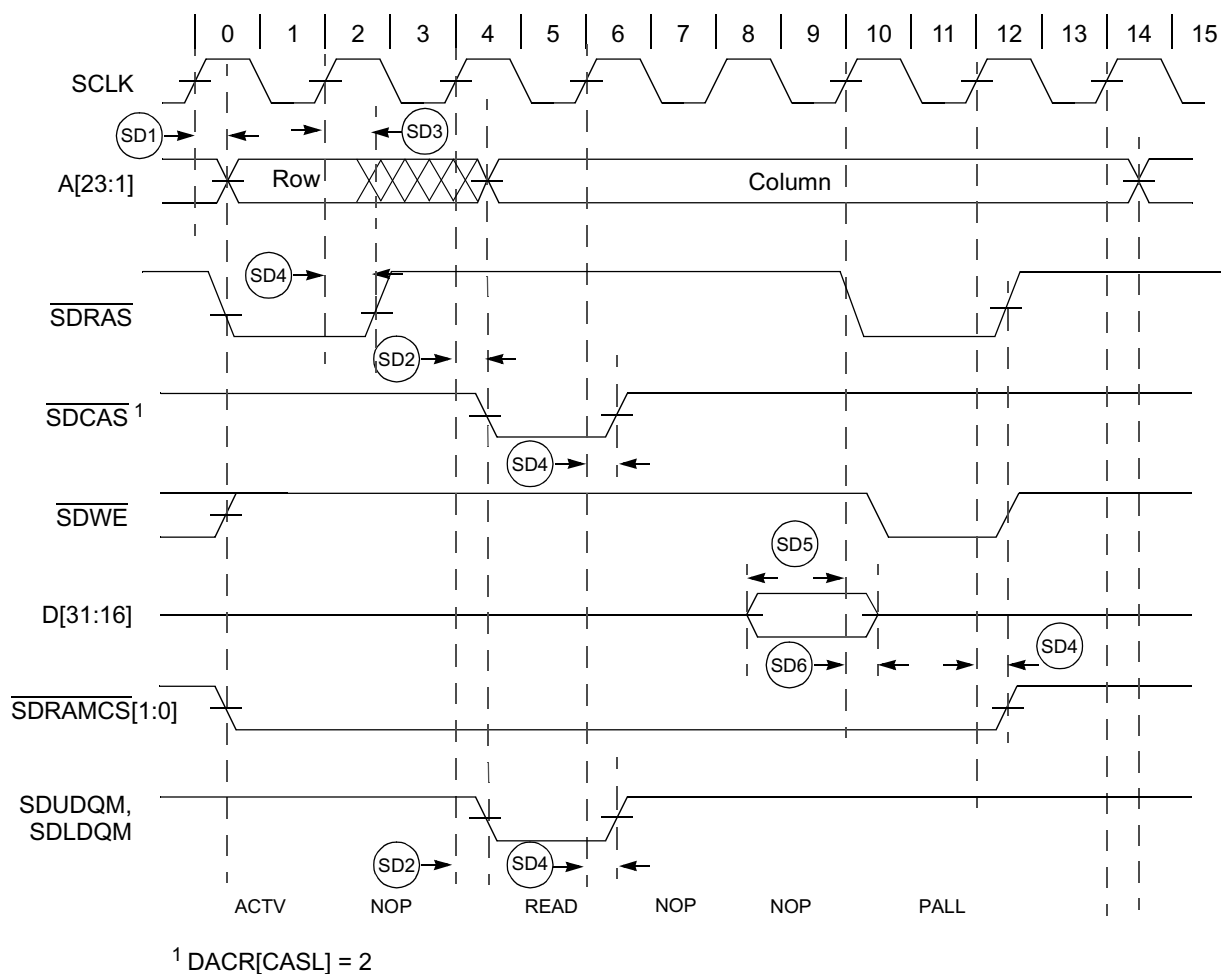 0 1 2 3 4 5 6 7 8 9 10 11 12 13 14 15
SCLK
SD1
SD3
A[23:1]
Row
Column
SD4
SDRAS
SD2
SDCAS 1
SD4
SDWE
SD5
D[31:16]
SD6
SD4
SDRAMCS[1:0]
SDUDQM,
SDLDQM
SD2
SD4
ACTV NOP READ NOP NOP PALL
1 DACR[CASL] = 2